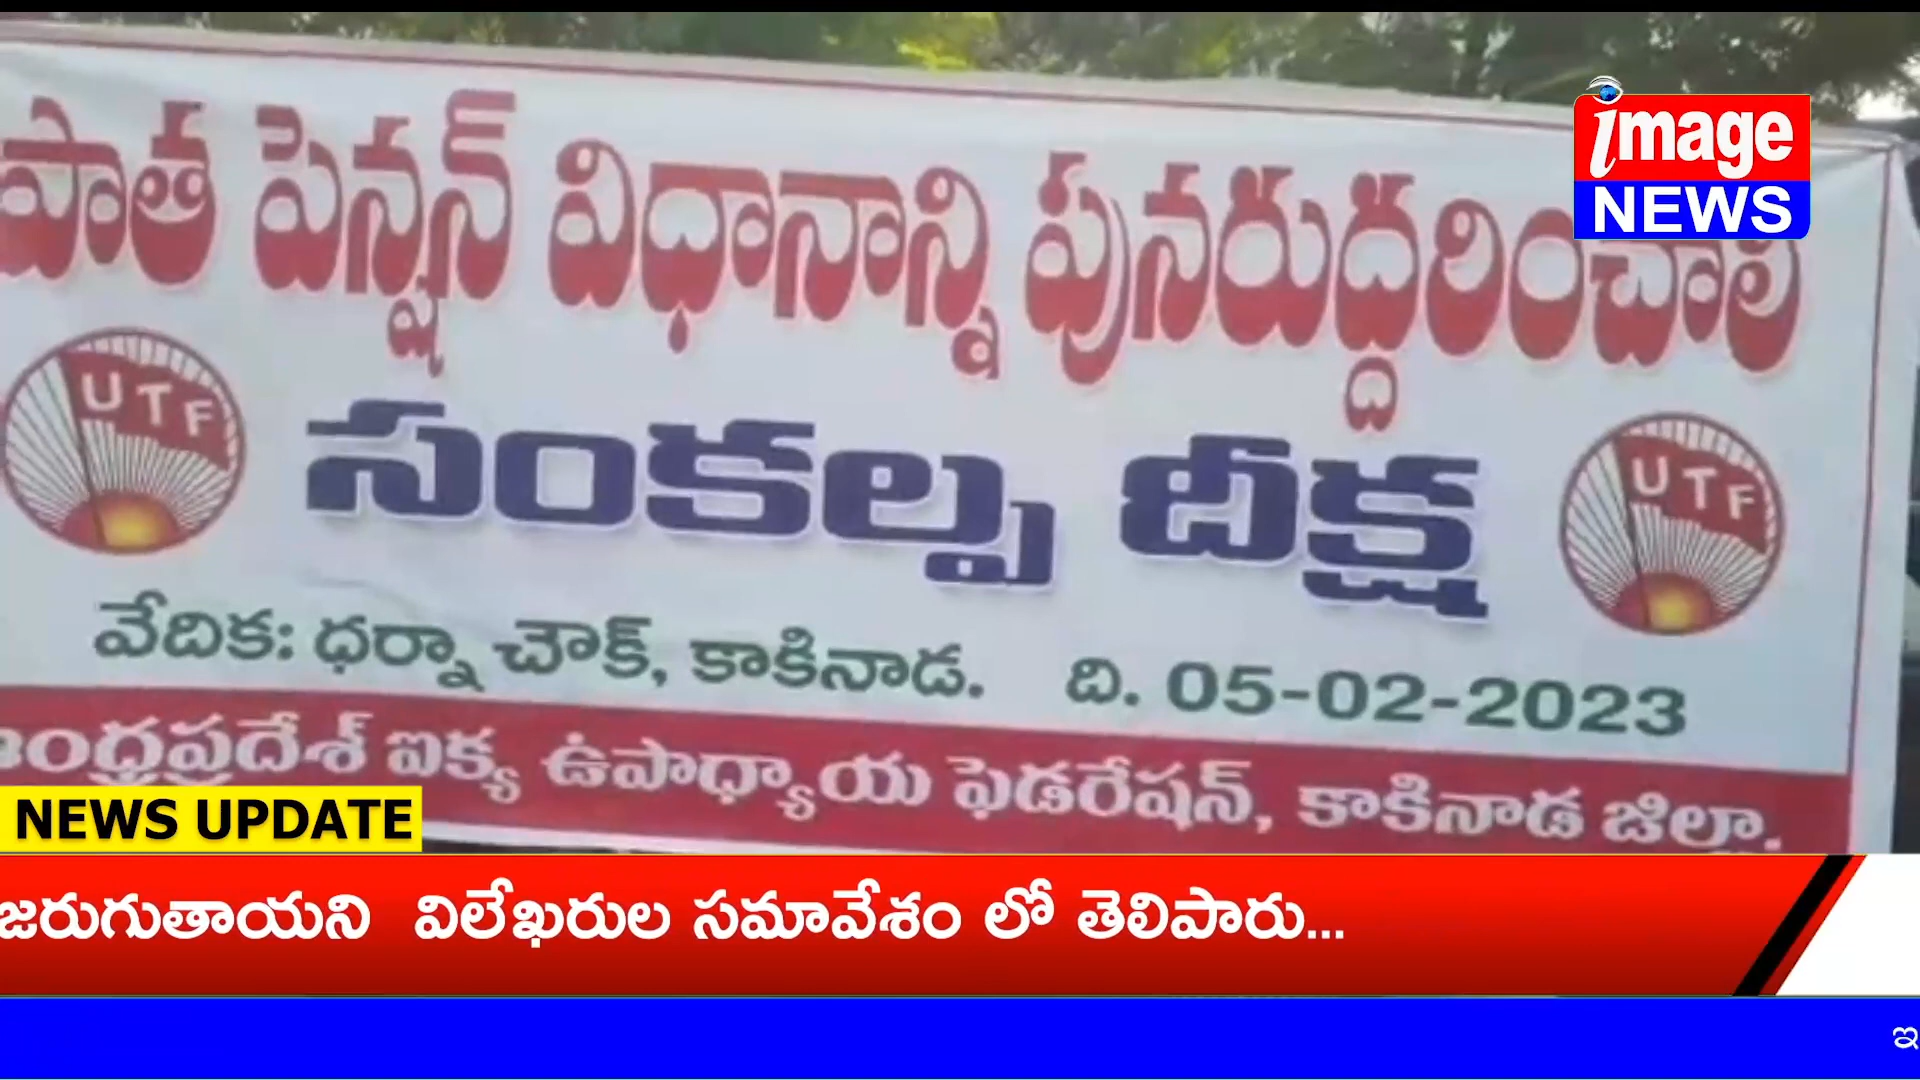 పాత పెన్షన్ విధానాన్ని పునరుద్ధరించాలి
image
NEWS
UTF
సంకల్ప దీక్ష
UTF
వేదిక: ధర్నా చౌక్, కాకినాడ. ది. 05-02-2023
ఆంధ్రప్రదేశ్ ఐక్య ఉపాధ్యాయ ఫెడరేషన్, కాకినాడ జిల్లా.
NEWS UPDATE
జరుగుతాయని విలేఖరుల సమావేశం లో తెలిపారు...
ఇ